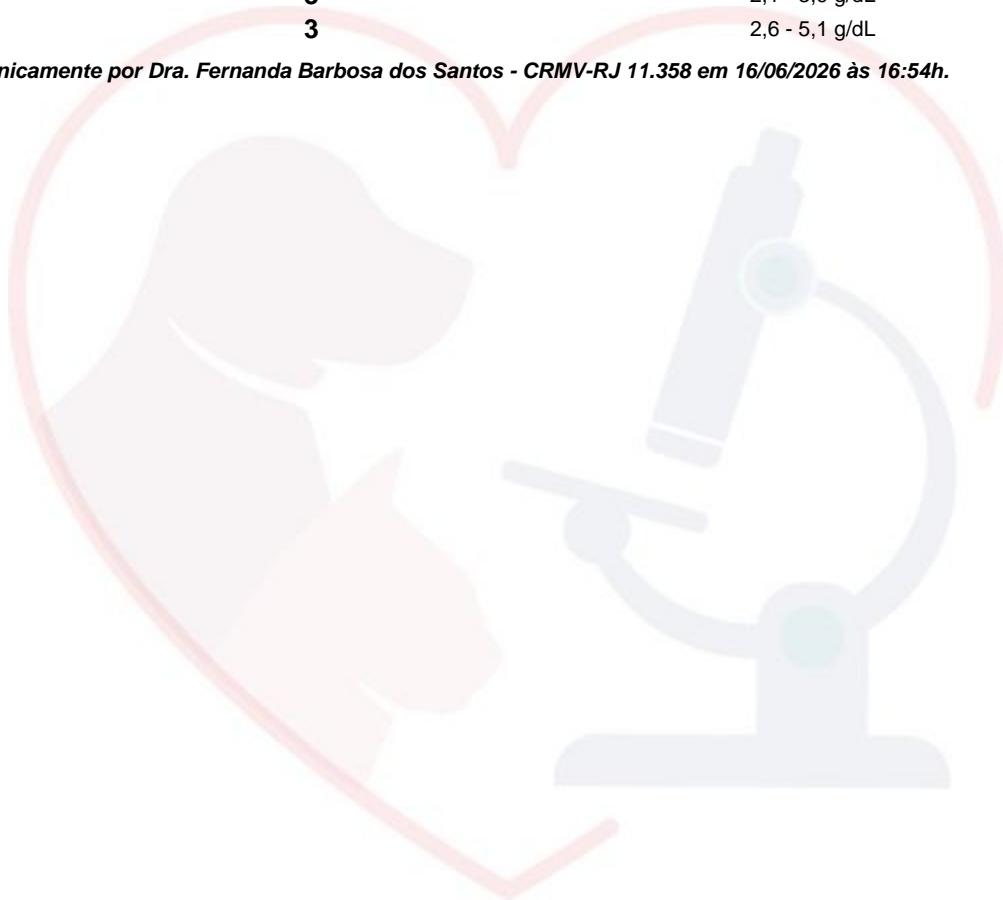 3 2,6 - 5,1 g/dL
nicamente por Dra. Fernanda Barbosa dos Santos - CRMV-RJ 11.358 em 16/06/2026 às 16:54h.